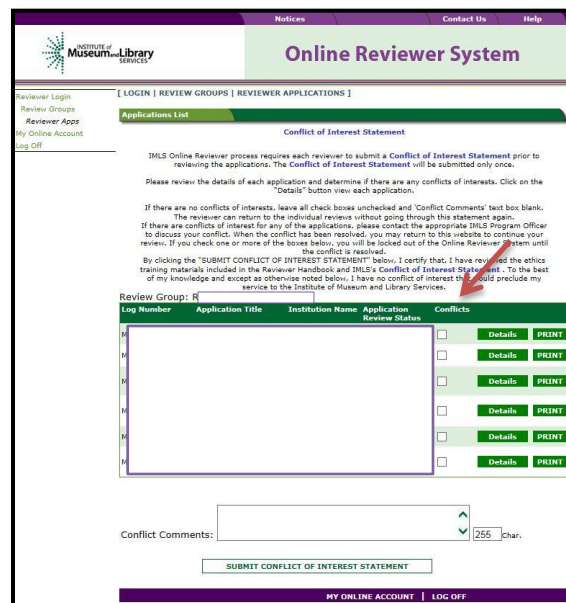 Notices Contact Us Help
INSTITUTE of
Museum and Library
SERVICES
Online Reviewer System
Reviewer Login
Review Groups
Reviewer Apps
My Online Account
Log Off
[ LOGIN | REVIEW GROUPS | REVIEWER APPLICATIONS ]
Applications List
Conflict of Interest Statement
IMLS Online Reviewer process requires each reviewer to submit a Conflict of Interest Statement prior to
reviewing the applications. The Conflict of Interest Statement will be submitted only once.
Please review the details of each application and determine if there are any conflicts of interests. Click on the
"Details" button view each application.
If there are no conflicts of interests, leave all check boxes unchecked and 'Conflict Comments' text box blank.
The reviewer can return to the individual reviews without going through this statement again.
If there are conflicts of interest for any of the applications, please contact the appropriate IMLS Program Officer
to discuss your conflict. When the conflict has been resolved, you may return to this website to continue your
review. If you check one or more of the boxes below, you will be locked out of the Online Reviewer System until
the conflict is resolved.
By clicking the "SUBMIT CONFLICT OF INTEREST STATEMENT" below, I certify that, I have reviewed the ethics
training materials included in the Reviewer Handbook and IMLS's Conflict of Interest Statement . To the best
of my knowledge and except as otherwise noted below, I have no conflict of interest that would preclude my
service to the Institute of Museum and Library Services.
Review Group: R
Log Number Application Title Institution Name Application Review Status Conflicts
M Details PRINT
M Details PRINT
M Details PRINT
M Details PRINT
M Details PRINT
M Details PRINT
Conflict Comments: 255 Char.
SUBMIT CONFLICT OF INTEREST STATEMENT
MY ONLINE ACCOUNT | LOG OFF